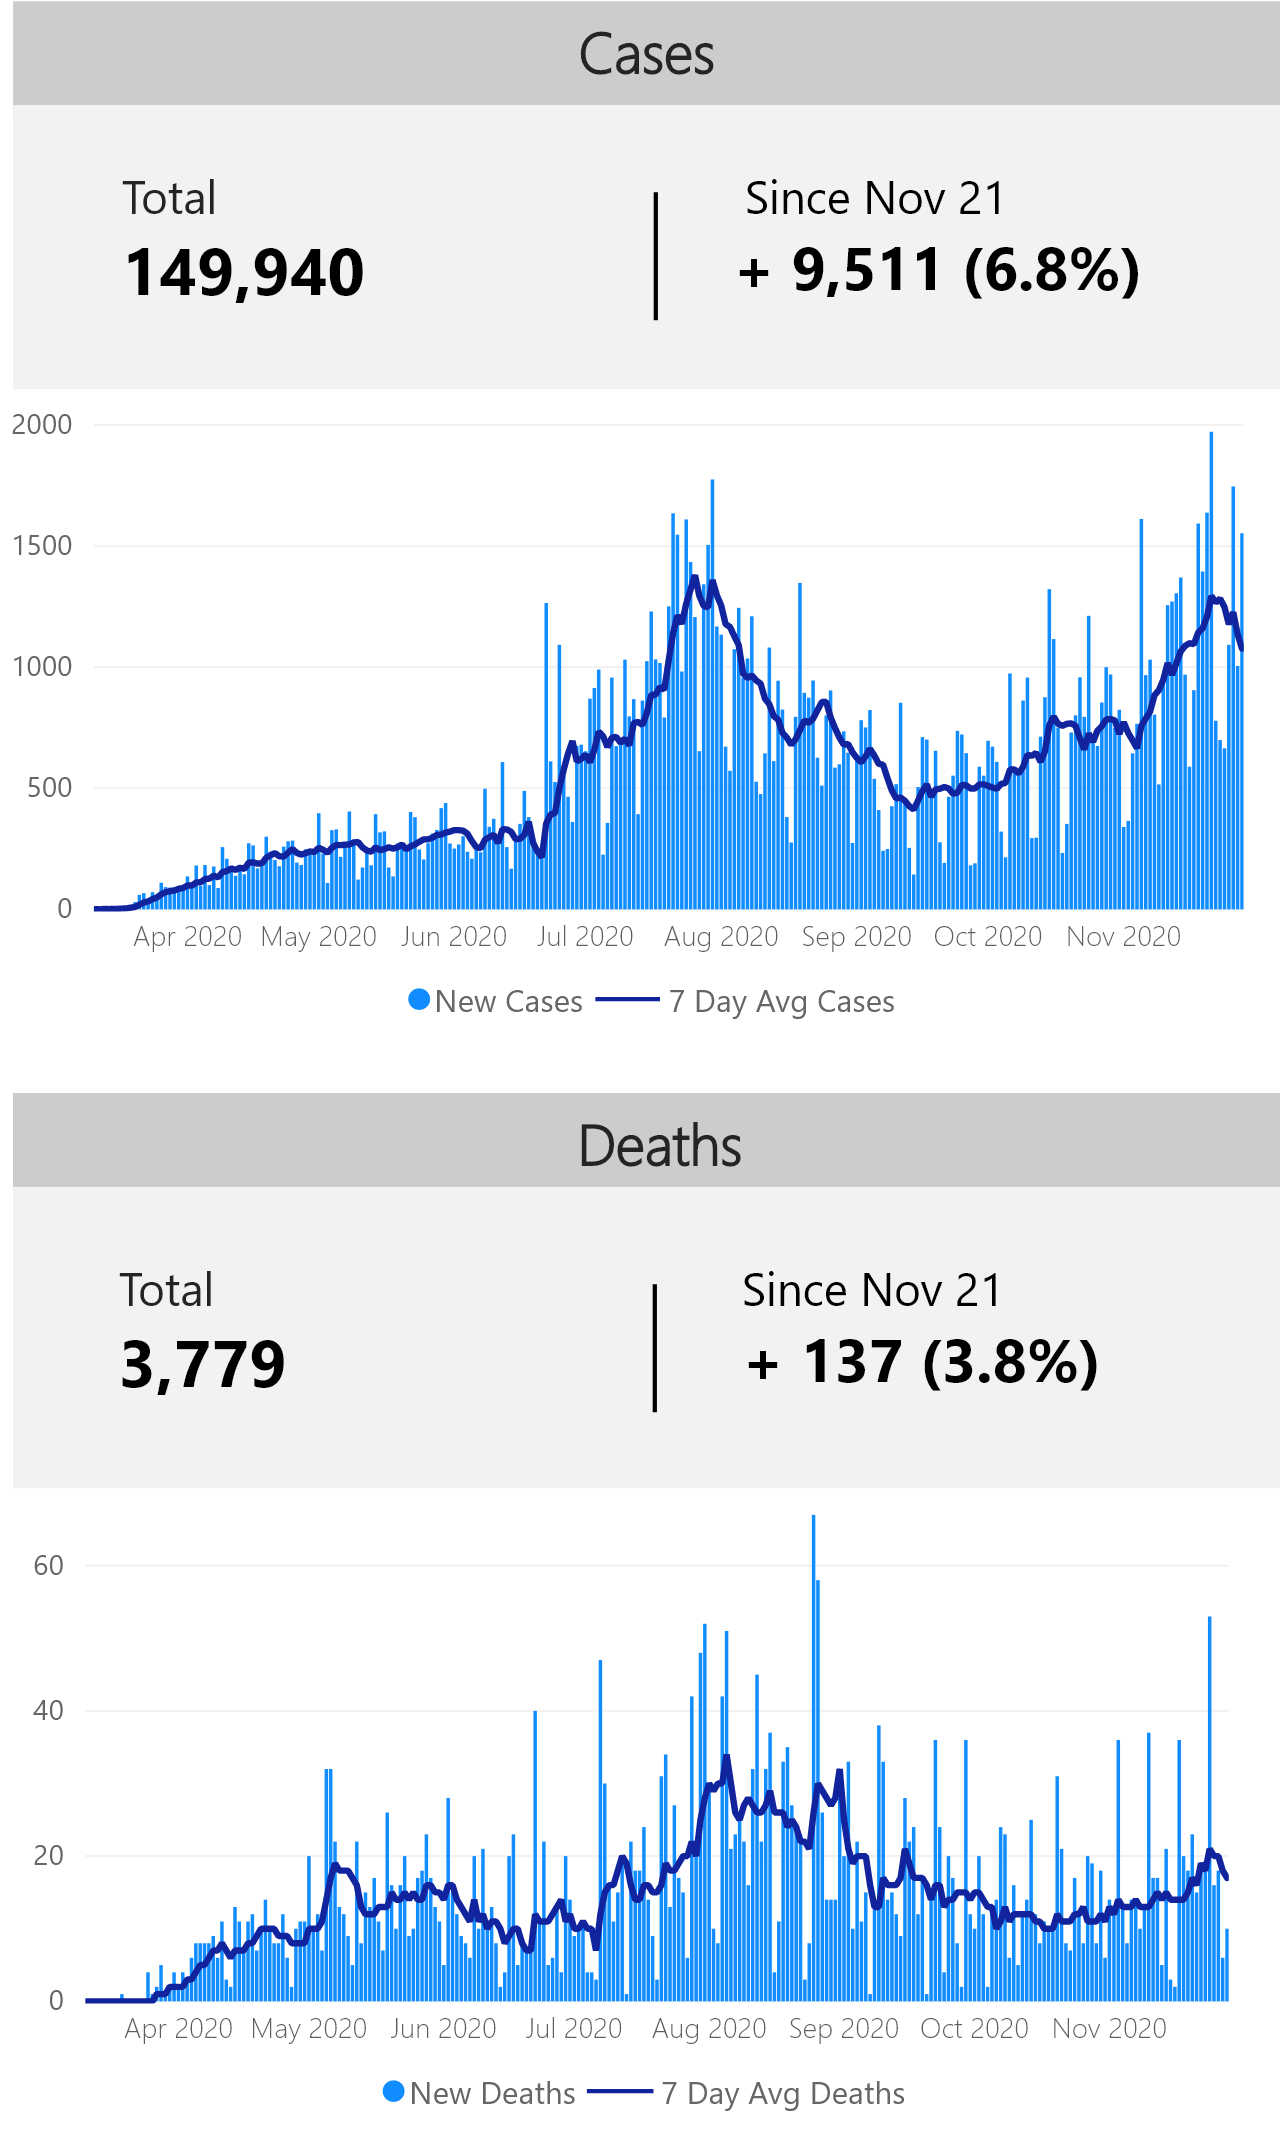 Cases
Total
Since Nov 21
149,940
+ 9,511 (6.8%)
2000
1500
1000
500
0
Apr 2020 May 2020 Jun 2020 Jul 2020 Aug 2020 Sep 2020 Oct 2020 Nov 2020
New Cases 7 Day Avg Cases
Deaths
Total
Since Nov 21
3,779
+ 137 (3.8%)
60
40
20
0
Apr 2020 May 2020 Jun 2020 Jul 2020 Aug 2020 Sep 2020 Oct 2020 Nov 2020
New Deaths 7 Day Avg Deaths